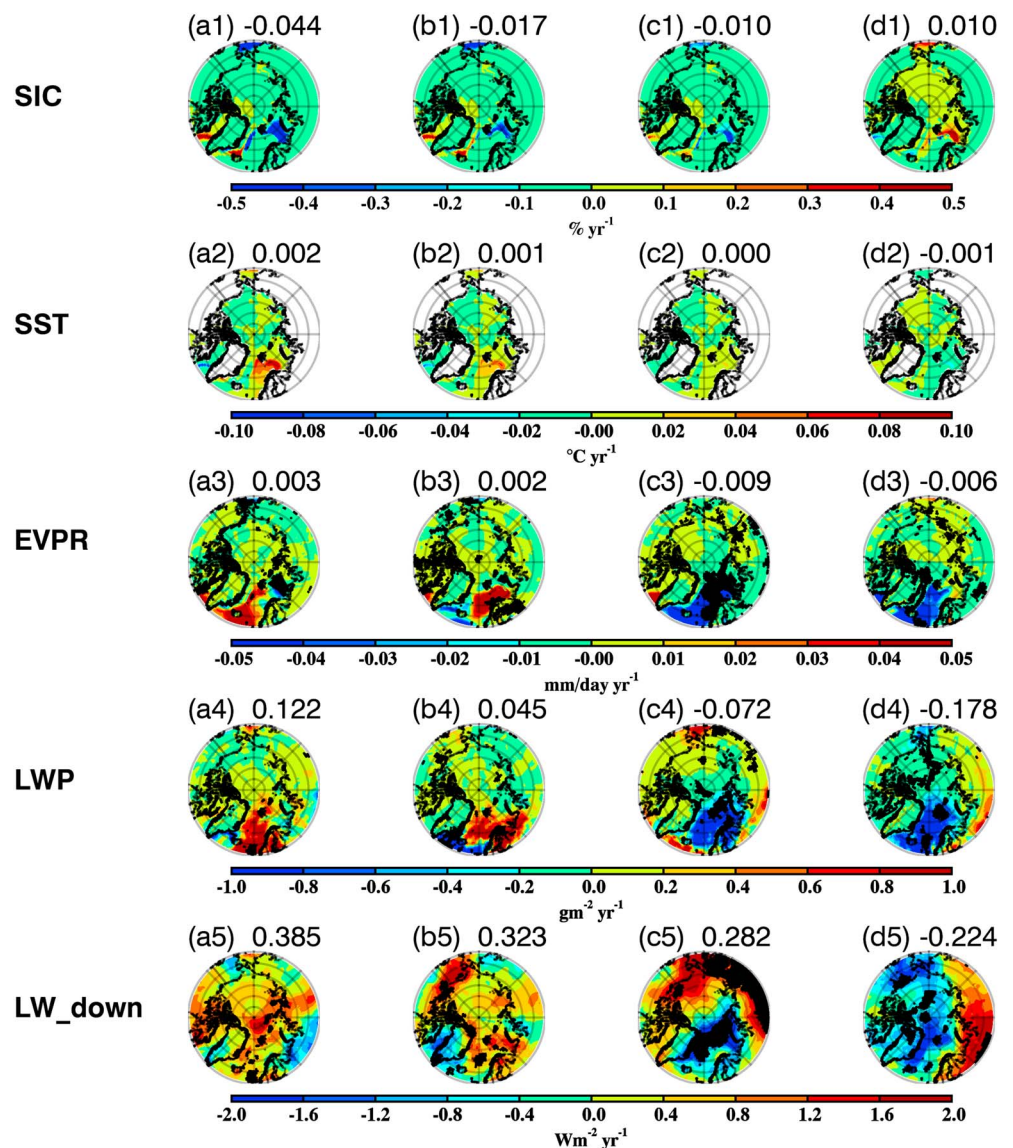 (a1) -0.044 (b1) -0.017 (c1) -0.010 (d1) 0.010
SIC
-0.5 -0.4 -0.3 -0.2 -0.1 0.0 0.1 0.2 0.3 0.4 0.5
% yr⁻¹
(a2) 0.002 (b2) 0.001 (c2) 0.000 (d2) -0.001
SST
-0.10 -0.08 -0.06 -0.04 -0.02 -0.00 0.02 0.04 0.06 0.08 0.10
°C yr⁻¹
(a3) 0.003 (b3) 0.002 (c3) -0.009 (d3) -0.006
EVPR
-0.05 -0.04 -0.03 -0.02 -0.01 -0.00 0.01 0.02 0.03 0.04 0.05
mm/day yr⁻¹
(a4) 0.122 (b4) 0.045 (c4) -0.072 (d4) -0.178
LWP
-1.0 -0.8 -0.6 -0.4 -0.2 0.0 0.2 0.4 0.6 0.8 1.0
gm⁻² yr⁻¹
(a5) 0.385 (b5) 0.323 (c5) 0.282 (d5) -0.224
LW_down
-2.0 -1.6 -1.2 -0.8 -0.4 0.0 0.4 0.8 1.2 1.6 2.0
Wm⁻² yr⁻¹